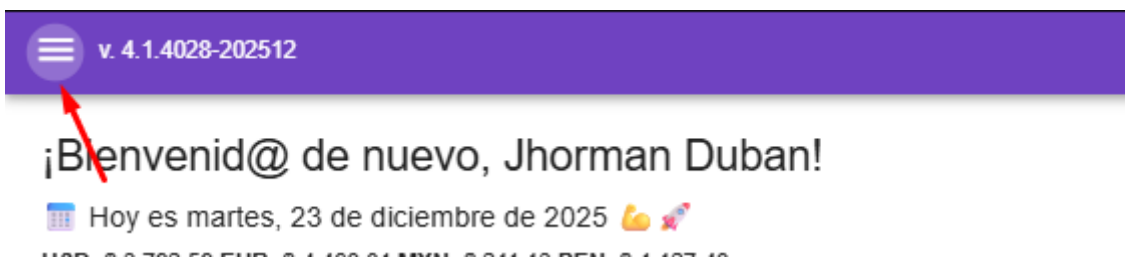 v. 4.1.4028-202512
¡Bienvenid@ de nuevo, Jhorman Duban!
📅 Hoy es martes, 23 de diciembre de 2025 💪 🚀